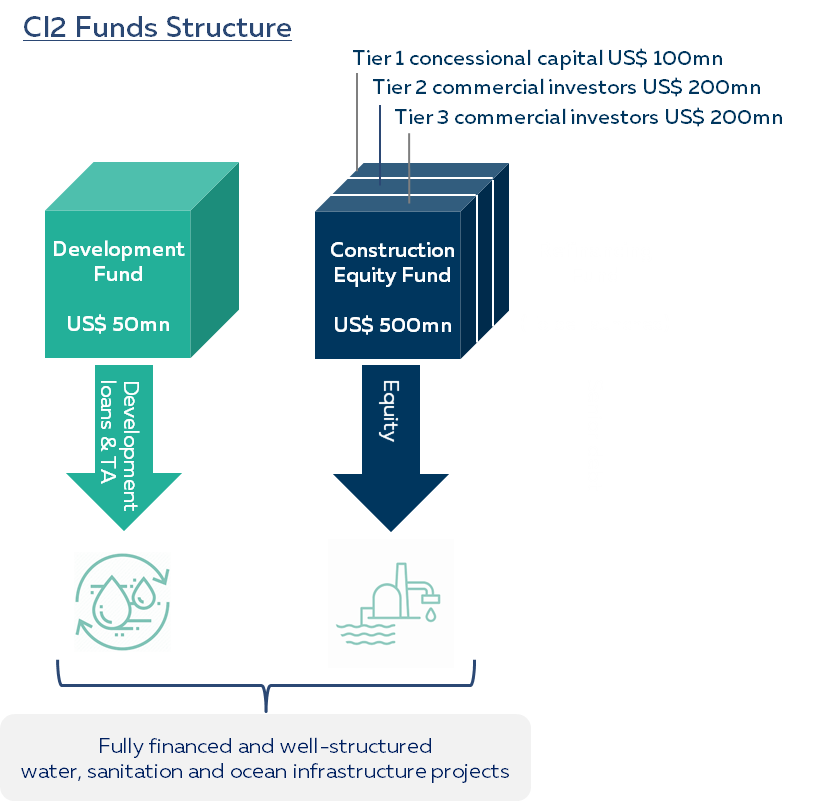 CI2 Funds Structure
Tier 1 concessional capital US$ 100mn
Tier 2 commercial investors US$ 200mn
Tier 3 commercial investors US$ 200mn
Development
Fund
US$ 50mn
Construction
Equity Fund
US$ 500mn
Development
loans & TA
Equity
Fully financed and well-structured
water, sanitation and ocean infrastructure projects